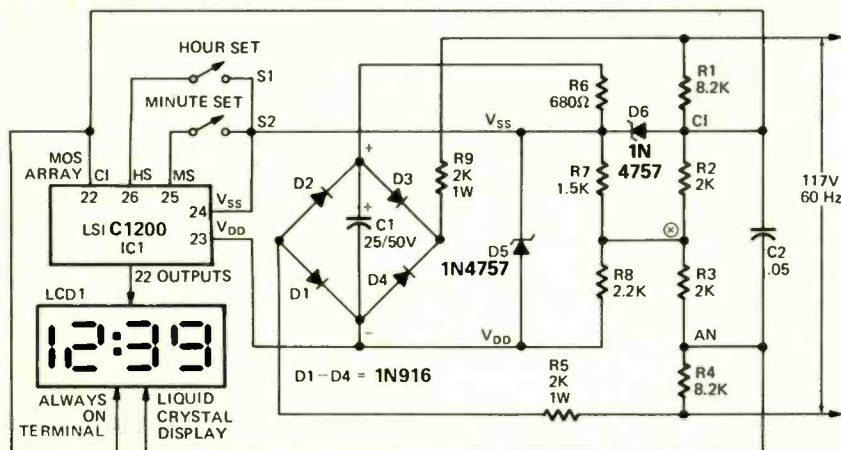 HOUR SET
S1
MINUTE SET
S2
MOS
ARRAY
CI HS MS
22 26 25
VSS
24
VDD
23
LSI C1200
IC1
22 OUTPUTS
LCD1
12:39
ALWAYS
ON
TERMINAL
LIQUID
CRYSTAL
DISPLAY
D2
D3
+
+
C1
25/50V
D1
D4
-
D1-D4 = 1N916
R9
2K
1W
VSS
D5
1N4757
VDD
R5
2K
1W
R6
680Ω
D6
1N
4757
R7
1.5K
R8
2.2K
CI
R1
8.2K
R2
2K
R3
2K
AN
R4
8.2K
C2
.05
117V
60 Hz